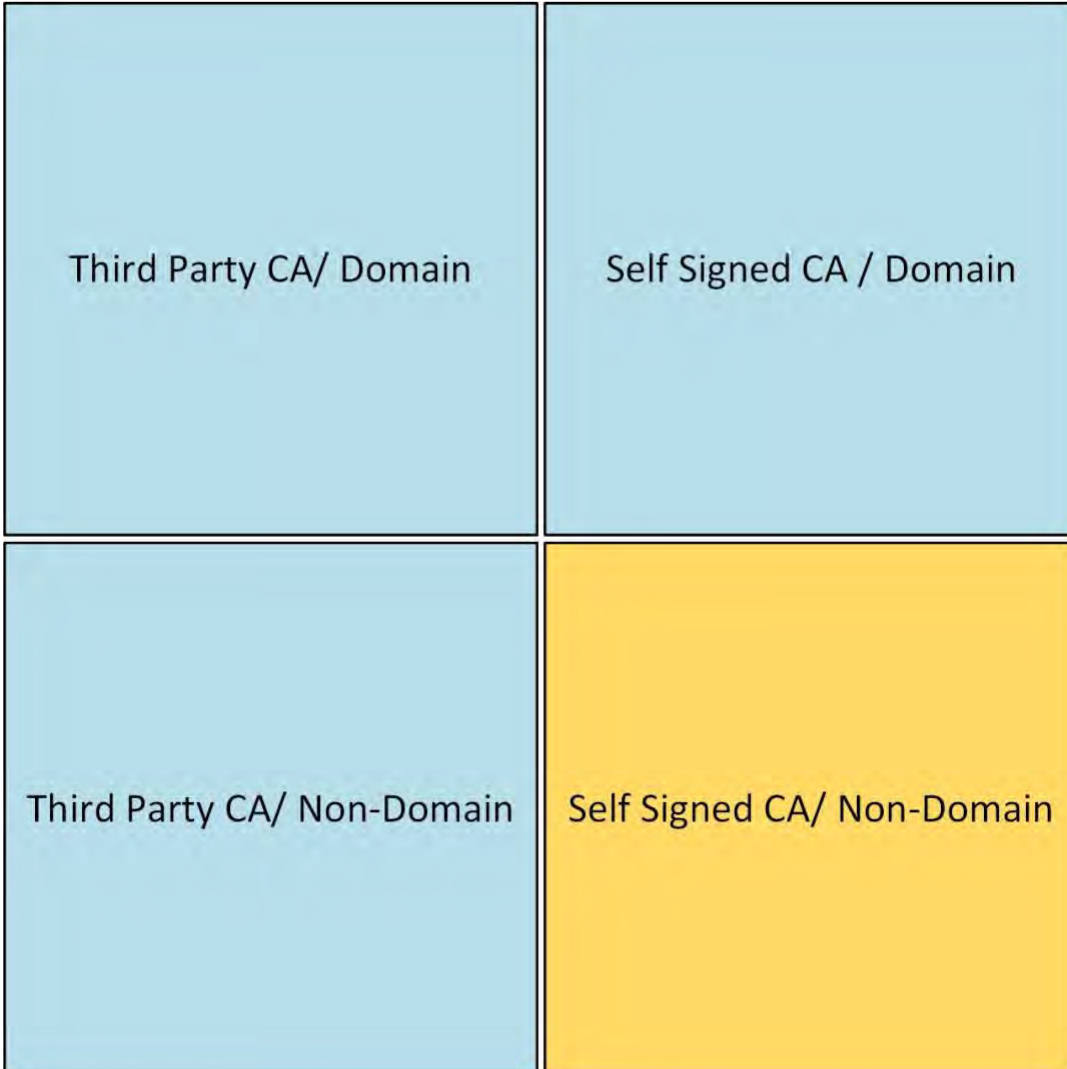 Third Party CA/ Domain
Self Signed CA / Domain
Third Party CA/ Non-Domain
Self Signed CA/ Non-Domain